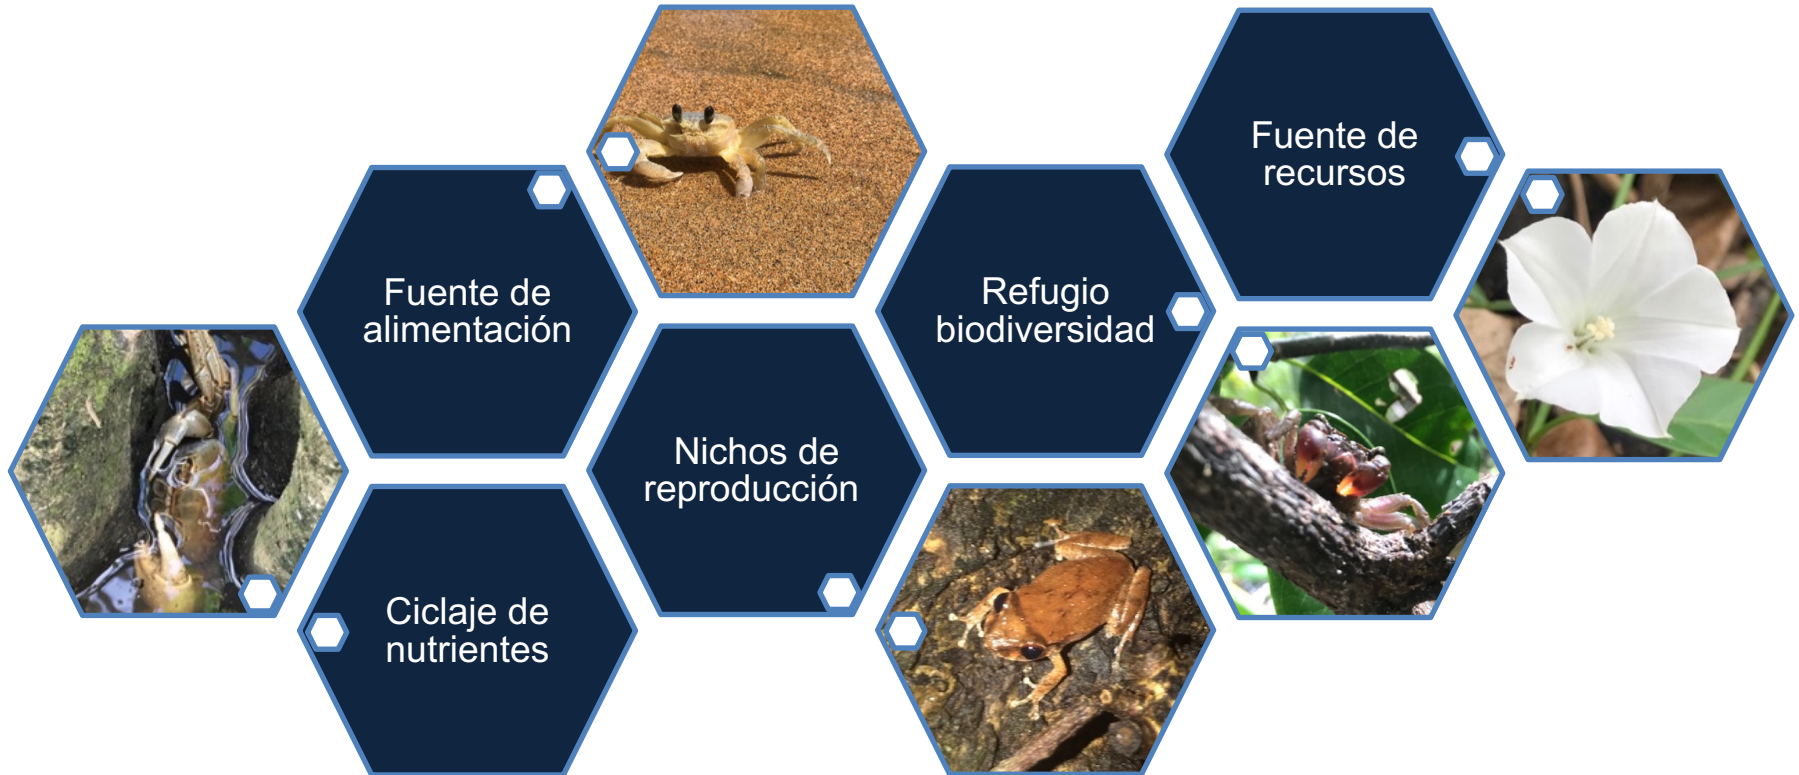 Fuente de
alimentación
Ciclaje de
nutrientes
Nichos de
reproducción
Refugio
biodiversidad
Fuente de
recursos